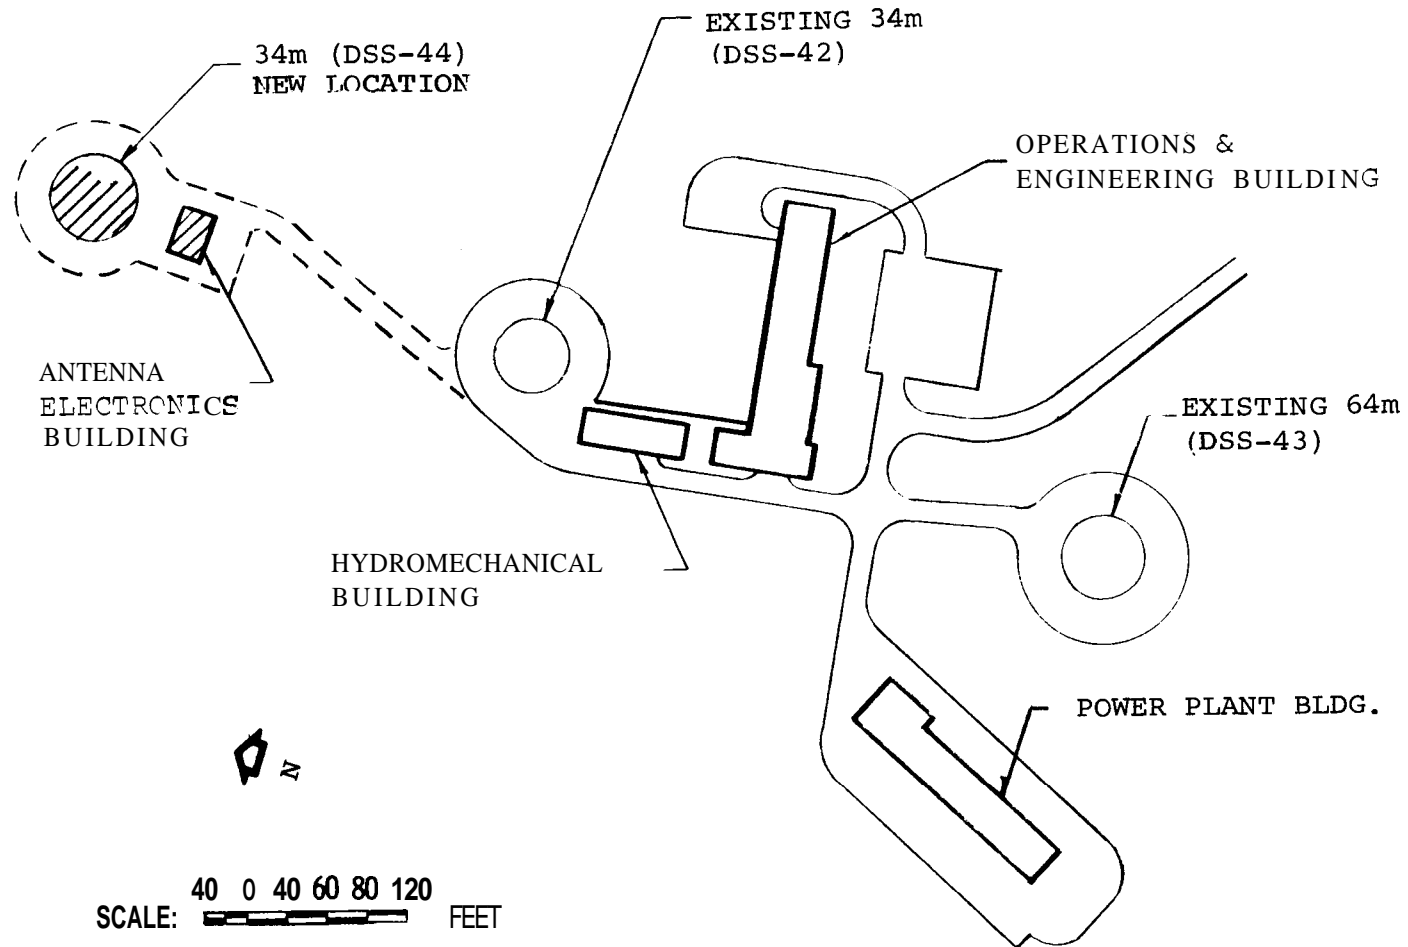 EXISTING 34m
(DSS-42)
34m (DSS-44)
NEW LOCATION
OPERATIONS &
ENGINEERING BUILDING
ANTENNA
ELECTRONICS
BUILDING
EXISTING 64m
(DSS-43)
HYDROMECHANICAL
BUILDING
POWER PLANT BLDG.
N
40 0 40 60 80 120
SCALE: FEET